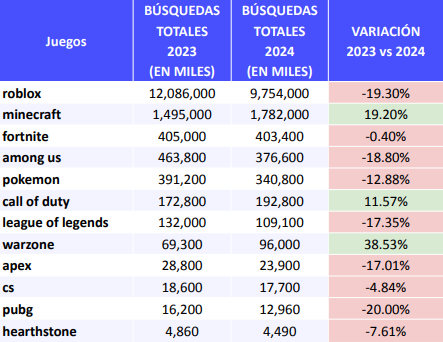 Juegos BÚSQUEDAS TOTALES 2023 (EN MILES) BÚSQUEDAS TOTALES 2024 (EN MILES) VARIACIÓN 2023 vs 2024
roblox 12,086,000 9,754,000 -19.30%
minecraft 1,495,000 1,782,000 19.20%
fortnite 405,000 403,400 -0.40%
among us 463,800 376,600 -18.80%
pokemon 391,200 340,800 -12.88%
call of duty 172,800 192,800 11.57%
league of legends 132,000 109,100 -17.35%
warzone 69,300 96,000 38.53%
apex 28,800 23,900 -17.01%
cs 18,600 17,700 -4.84%
pubg 16,200 12,960 -20.00%
hearthstone 4,860 4,490 -7.61%